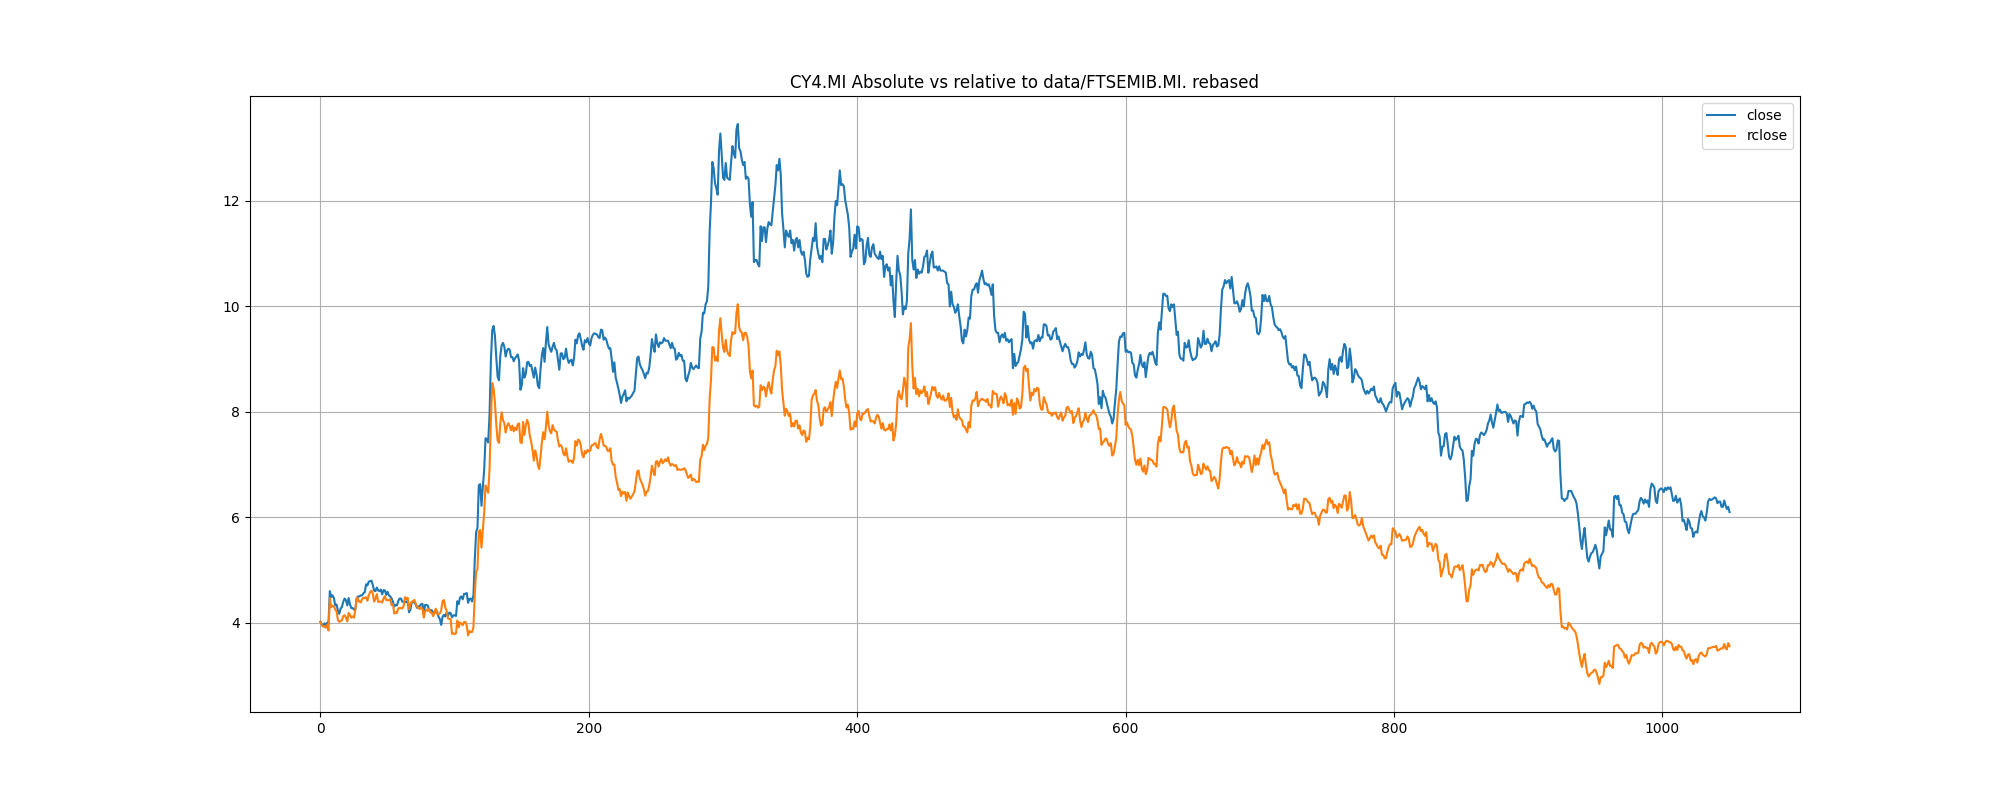 CY4.MI Absolute vs relative to data/FTSEMIB.MI. rebased
close
rclose
12
10
8
6
4
0 200 400 600 800 1000